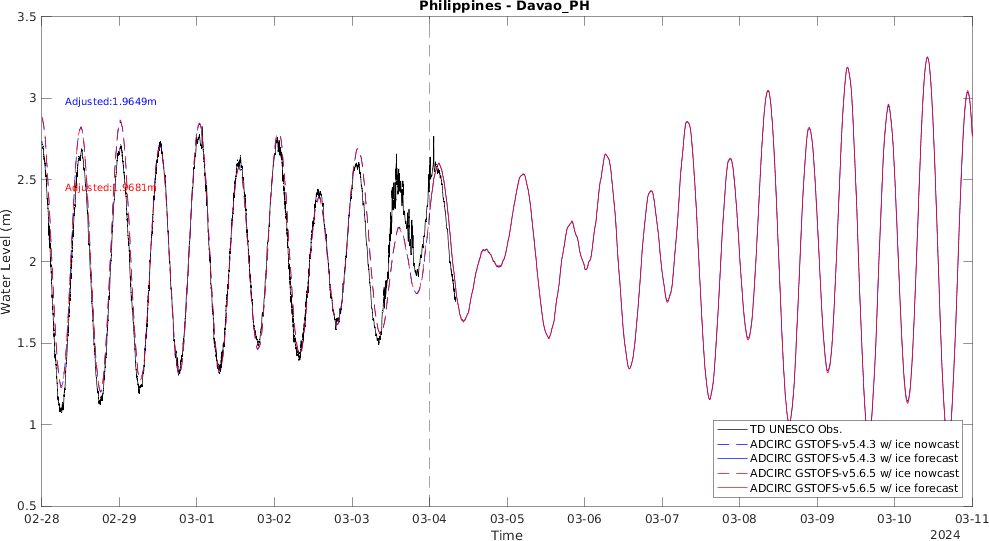 Philippines - Davao_PH
3.5
3
2.5
2
1.5
1
0.5
Water Level (m)
Adjusted:1.9649m
Adjusted:1.9681m
TD UNESCO Obs.
ADCIRC GSTOFS-v5.4.3 w/ ice nowcast
ADCIRC GSTOFS-v5.4.3 w/ ice forecast
ADCIRC GSTOFS-v5.6.5 w/ ice nowcast
ADCIRC GSTOFS-v5.6.5 w/ ice forecast
02-28 02-29 03-01 03-02 03-03 03-04 03-05 03-06 03-07 03-08 03-09 03-10 03-11
Time
2024